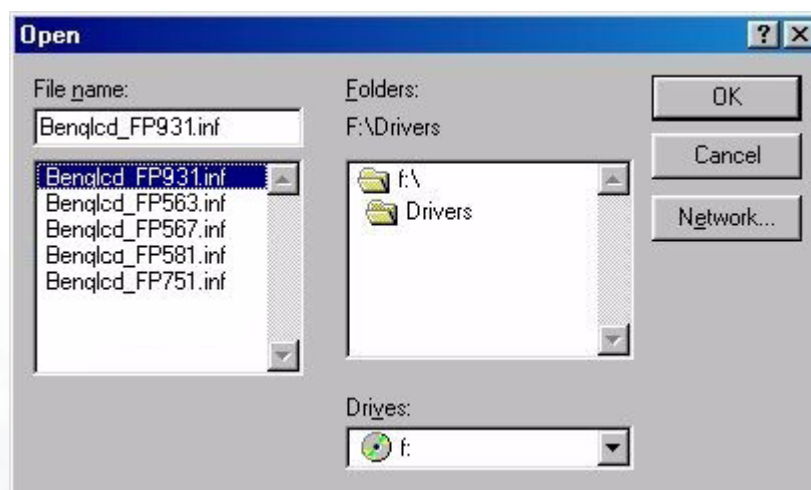 Open
File name:
Benqlcd_FP931.inf
Benqlcd_FP931.inf
Benqlcd_FP563.inf
Benqlcd_FP567.inf
Benqlcd_FP581.inf
Benqlcd_FP751.inf
Folders:
F:\Drivers
f:\
Drivers
Drives:
f:
OK
Cancel
Network...